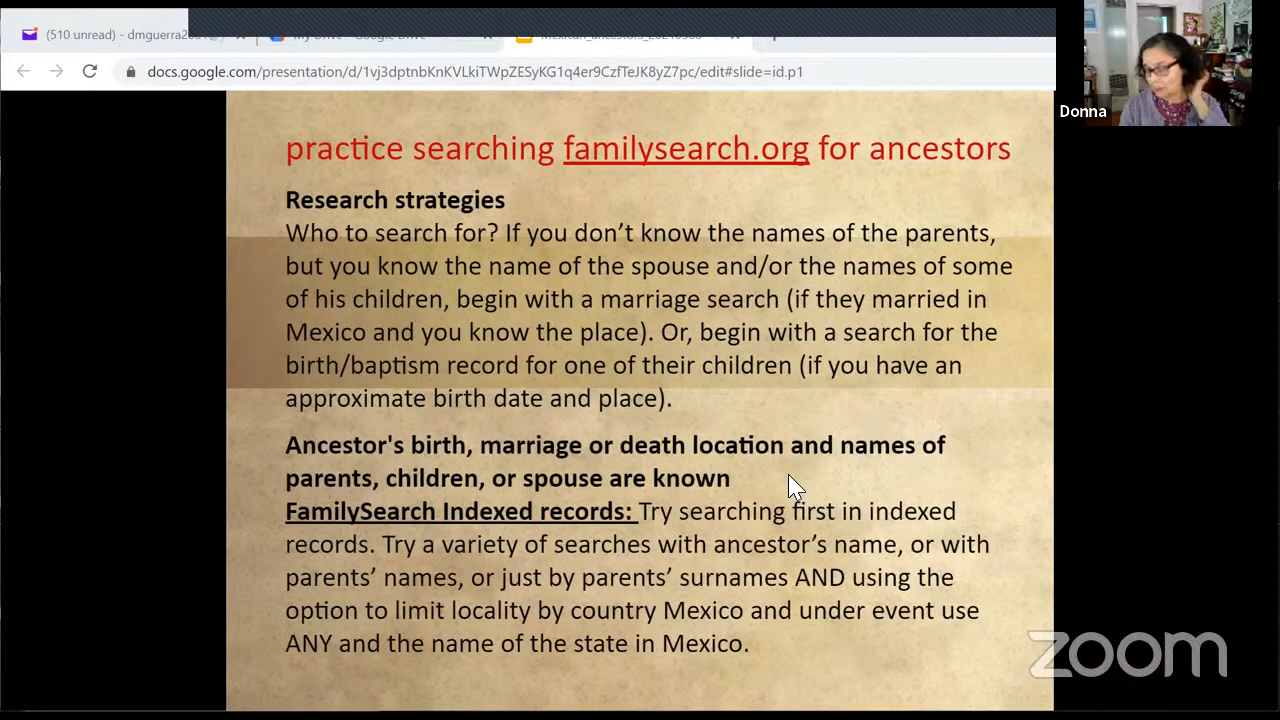 (510 unread) - dmguerra2001@
My Drive - Google Drive
Mexican_ancestors_20210508
docs.google.com/presentation/d/1vj3dptnbKnKVLkiTWpZESyKG1q4er9CzfTeJK8yZ7pc/edit#slide=id.p1
Donna
practice searching familysearch.org for ancestors
Research strategies
Who to search for? If you don’t know the names of the parents,
but you know the name of the spouse and/or the names of some
of his children, begin with a marriage search (if they married in
Mexico and you know the place). Or, begin with a search for the
birth/baptism record for one of their children (if you have an
approximate birth date and place).
Ancestor's birth, marriage or death location and names of
parents, children, or spouse are known
FamilySearch Indexed records: Try searching first in indexed
records. Try a variety of searches with ancestor’s name, or with
parents’ names, or just by parents’ surnames AND using the
option to limit locality by country Mexico and under event use
ANY and the name of the state in Mexico.
zoom